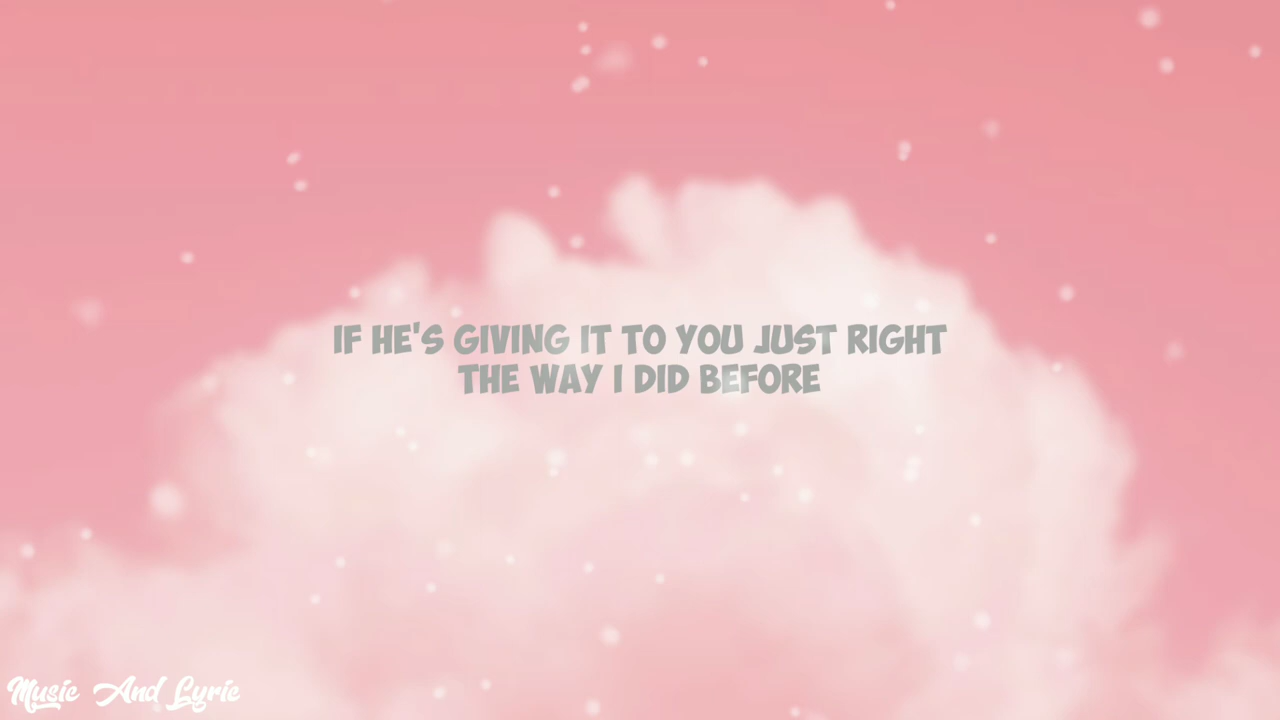 IF HE'S GIVING IT TO YOU JUST RIGHT
THE WAY I DID BEFORE
Music And Lyric